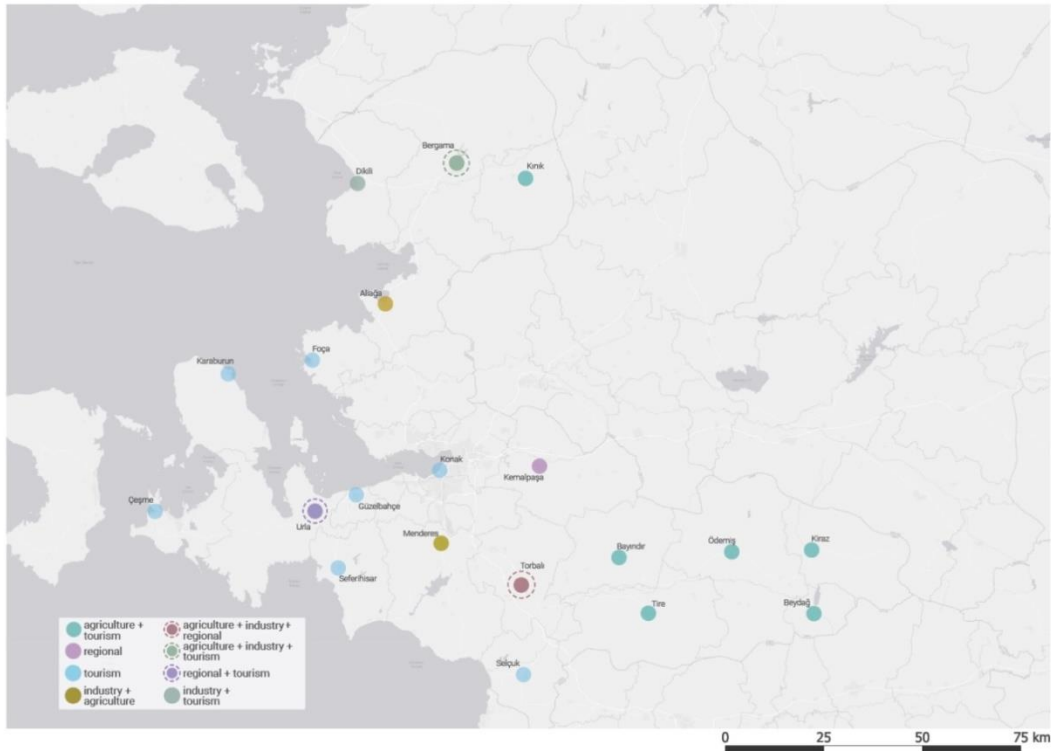 Bergama
Kınık
Dikili
Aliağa
Foça
Karaburun
Konak
Kemalpaşa
Çeşme
Güzelbahçe
Urla
Menderes
Bayındır
Ödemiş
Kiraz
Torbalı
Seferihisar
Tire
Beydağ
Selçuk
agriculture +
tourism
regional
tourism
industry +
agriculture
agriculture + industry+
regional
agriculture + industry +
tourism
regional + tourism
industry +
tourism
0 25 50 75 km